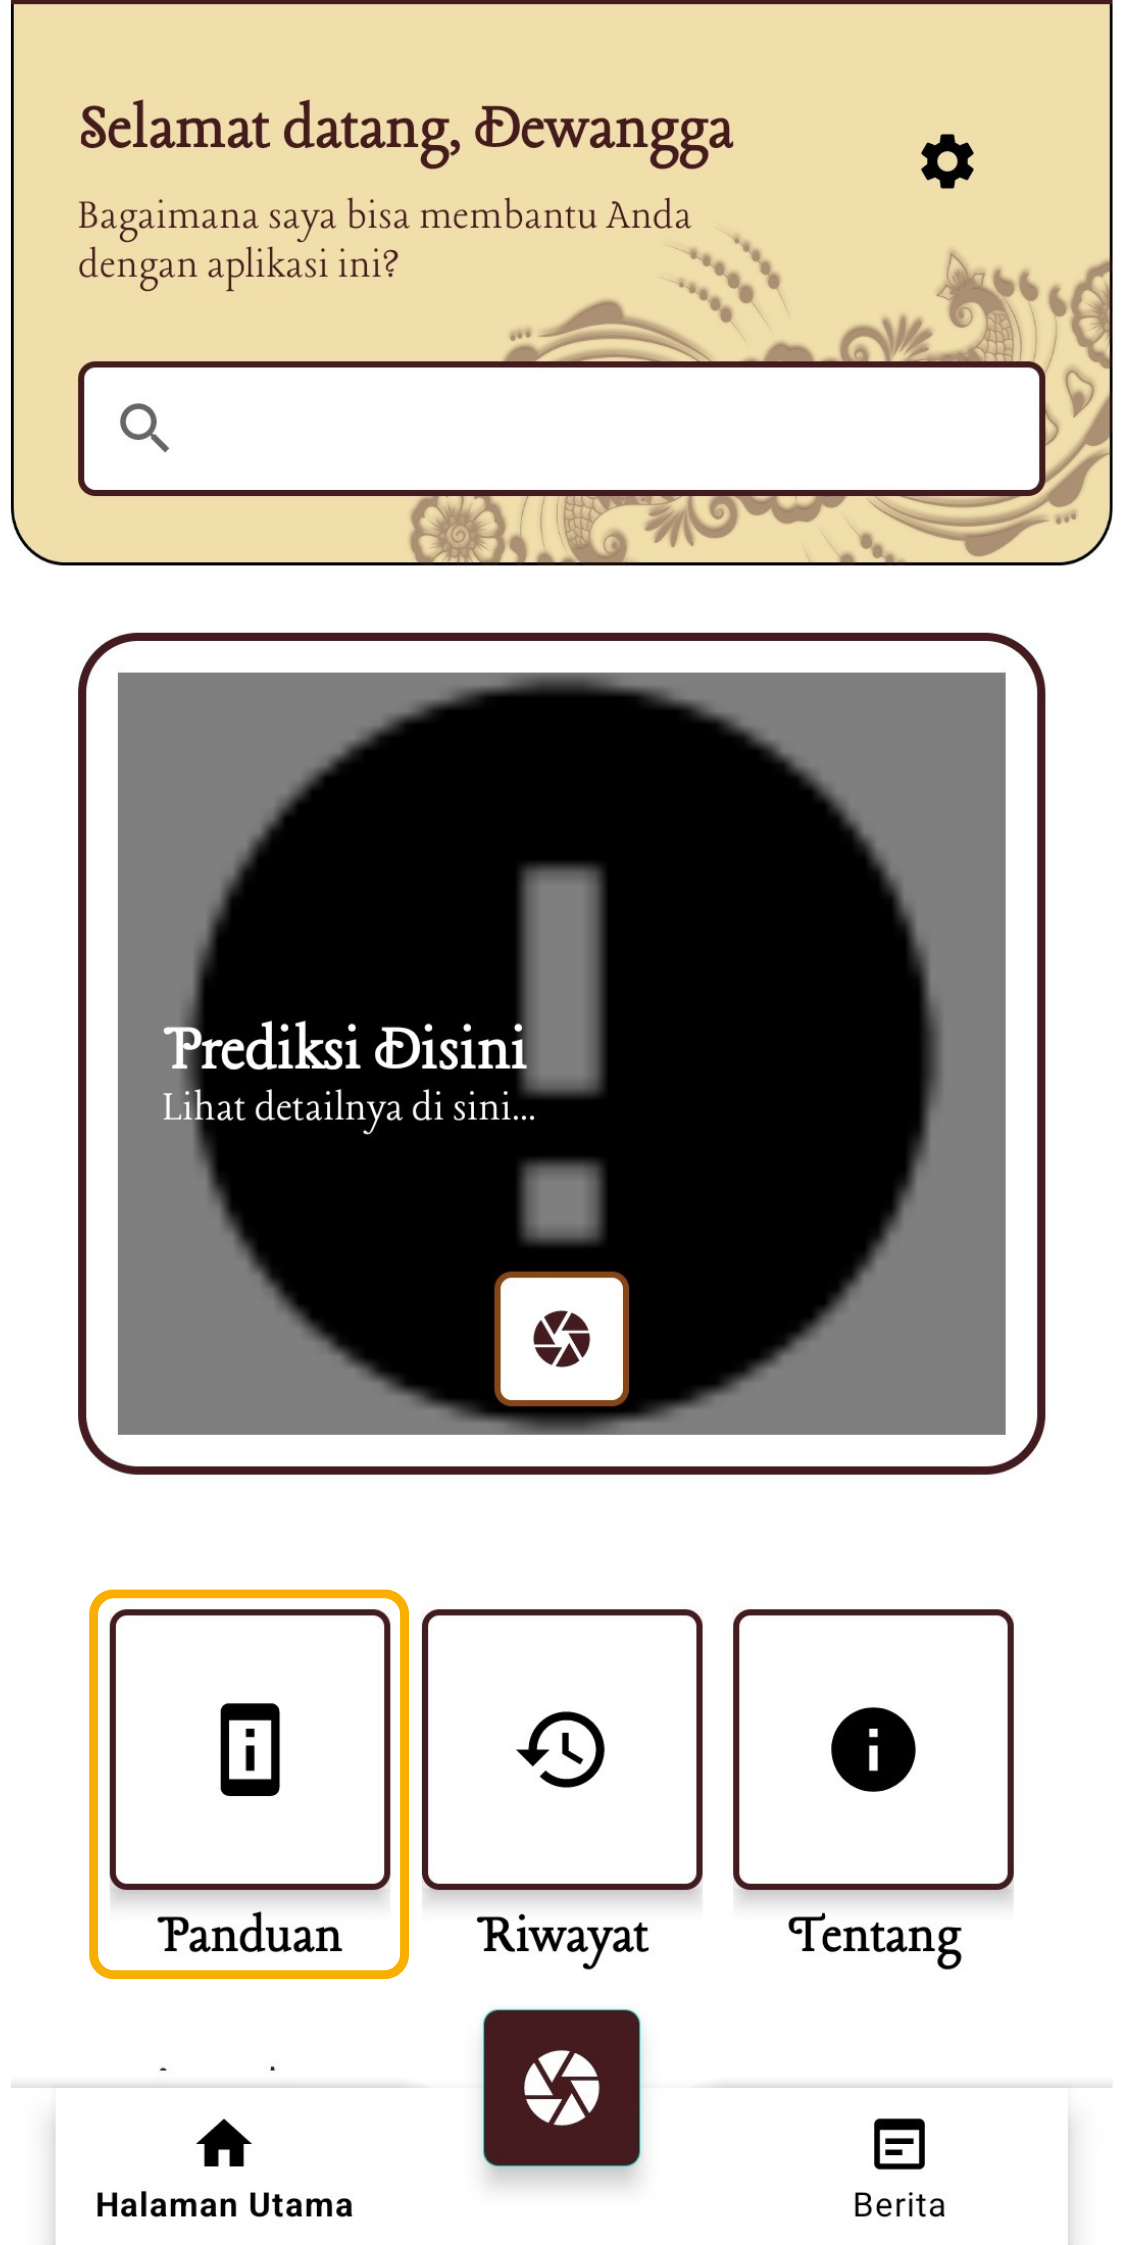 Selamat datang, Dewangga
Bagaimana saya bisa membantu Anda
dengan aplikasi ini?
Prediksi Disini
Lihat detailnya di sini...
Panduan
Riwayat
Tentang
Halaman Utama
Berita